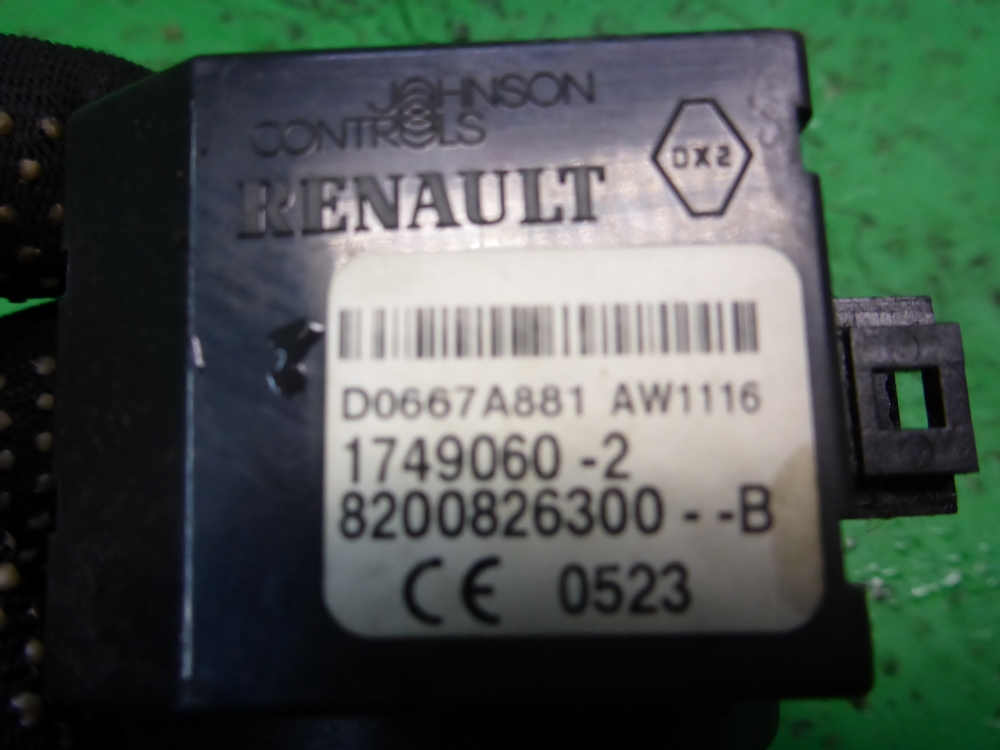 JOHNSON
CONTROLS
RENAULT
DX2
D0667A881 AW1116
1749060-2
8200826300--B
CE 0523